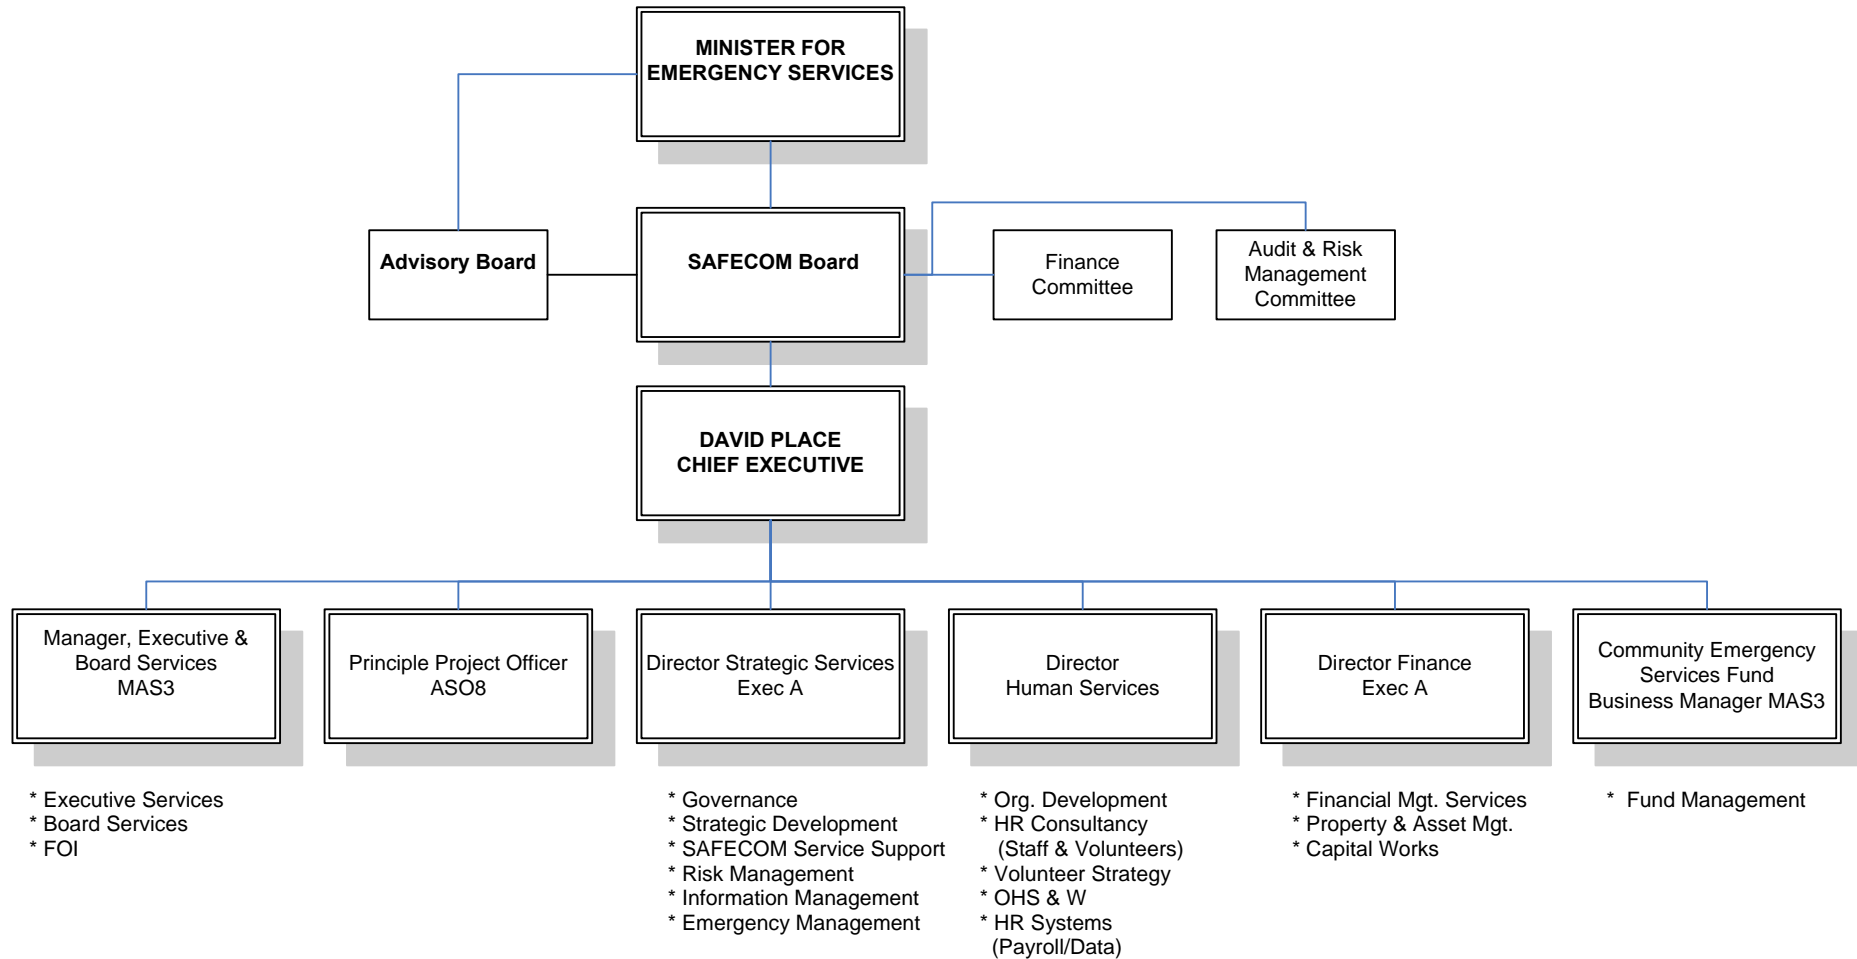 MINISTER FOR
EMERGENCY SERVICES
Advisory Board
SAFECOM Board
Finance
Committee
Audit & Risk
Management
Committee
DAVID PLACE
CHIEF EXECUTIVE
Manager, Executive &
Board Services
MAS3
Principle Project Officer
ASO8
Director Strategic Services
Exec A
Director
Human Services
Director Finance
Exec A
Community Emergency
Services Fund
Business Manager MAS3
* Executive Services
* Board Services
* FOI
* Governance
* Strategic Development
* SAFECOM Service Support
* Risk Management
* Information Management
* Emergency Management
* Org. Development
* HR Consultancy
(Staff & Volunteers)
* Volunteer Strategy
* OHS & W
* HR Systems
(Payroll/Data)
* Financial Mgt. Services
* Property & Asset Mgt.
* Capital Works
* Fund Management